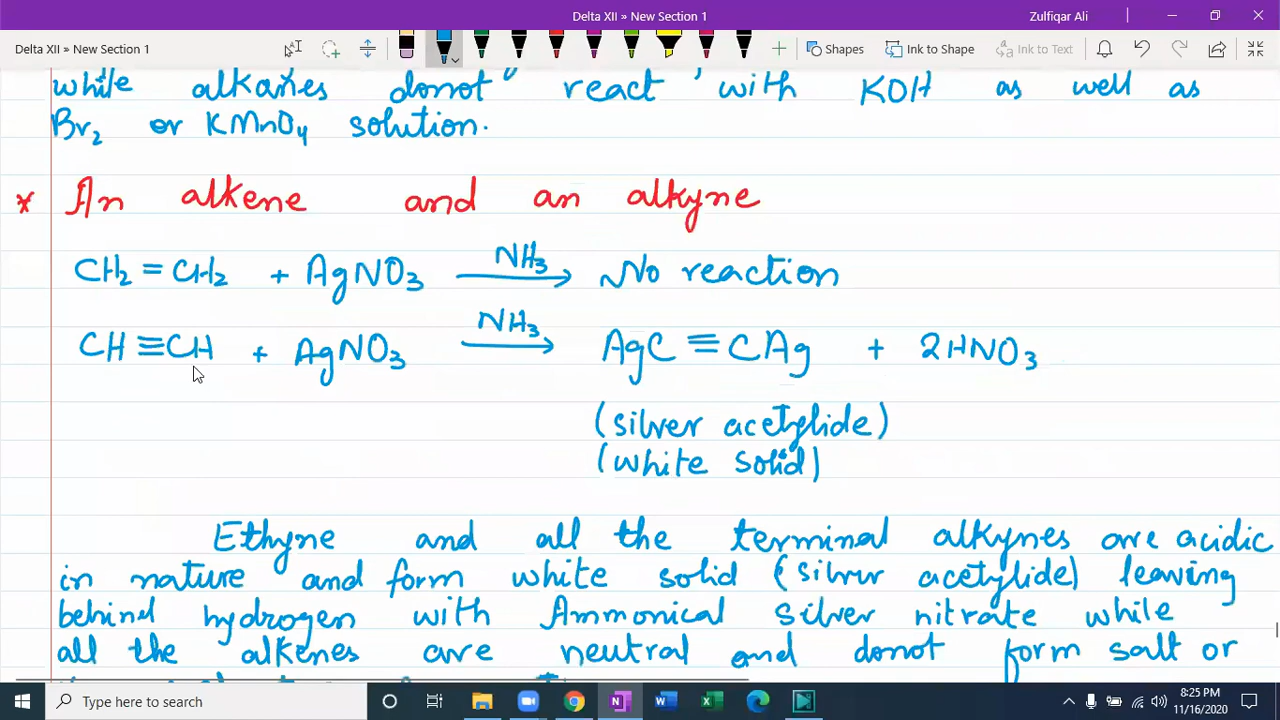 Delta XII » New Section 1
Zulfiqar Ali
Delta XII » New Section 1
Shapes
Ink to Shape
Ink to Text
while alkanes donot react with KOH as well as
Br₂ or KMnO₄ solution.
* An alkene and an alkyne
CH₂ = CH₂ + AgNO₃ NH₃ → No reaction
CH ≡ CH + AgNO₃ NH₃ → AgC ≡ CAg + 2HNO₃
(silver acetylide)
(white solid)
Ethyne and all the terminal alkynes are acidic
in nature and form white solid (silver acetylide) leaving
behind hydrogen with Ammonical silver nitrate while
all the alkenes are neutral and donot form salt or
Type here to search
8:25 PM
11/16/2020